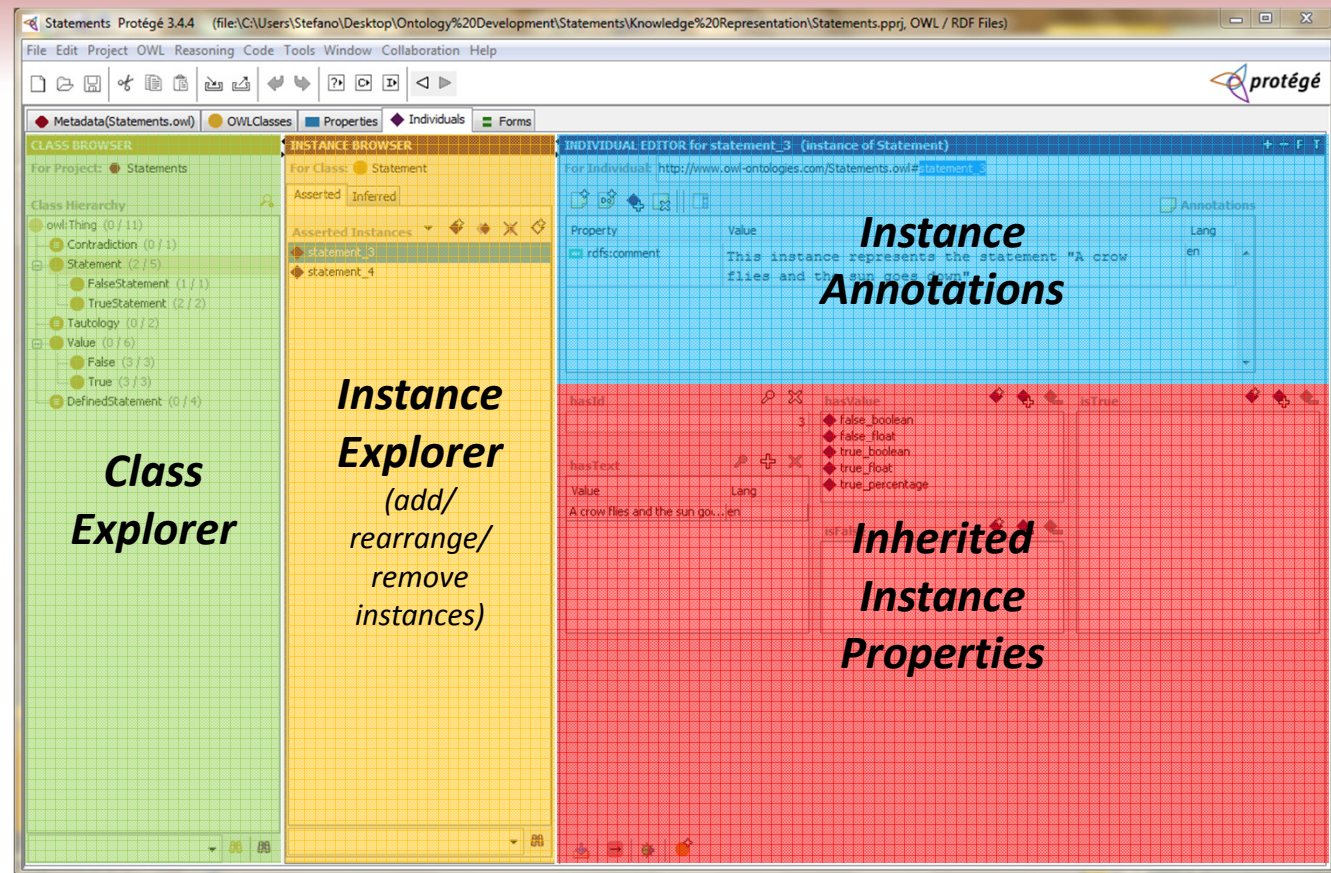 Statements Protégé 3.4.4 (file:\C:\Users\Stefano\Desktop\Ontology%20Development\Statements\Knowledge%20Representation\Statements.pprj, OWL / RDF Files)
File Edit Project OWL Reasoning Code Tools Window Collaboration Help
protégé
Metadata(Statements.owl) OWLClasses Properties Individuals Forms
CLASS BROWSER
For Project: Statements
Class Hierarchy
owl:Thing (0 / 11)
Contradiction (0 / 1)
Statement (2 / 5)
FalseStatement (1 / 1)
TrueStatement (2 / 2)
Tautology (0 / 2)
Value (0 / 6)
False (3 / 3)
True (3 / 3)
DefinedStatement (0 / 4)
Class
Explorer
INSTANCE BROWSER
For Class: Statement
Asserted Inferred
Asserted Instances
statement_3
statement_4
Instance
Explorer
(add/
rearrange/
remove
instances)
INDIVIDUAL EDITOR for statement_3 (instance of Statement) + − F T
For Individual: http://www.owl-ontologies.com/Statements.owl#statement_3
Annotations
Property Value Lang
rdfs:comment This instance represents the statement "A crow en
flies and the sun goes down"
Instance
Annotations
hasId
3
hasText
Value Lang
A crow flies and the sun go...en
hasValue
false_boolean
false_float
true_boolean
true_float
true_percentage
isFalse
isTrue
Inherited
Instance
Properties